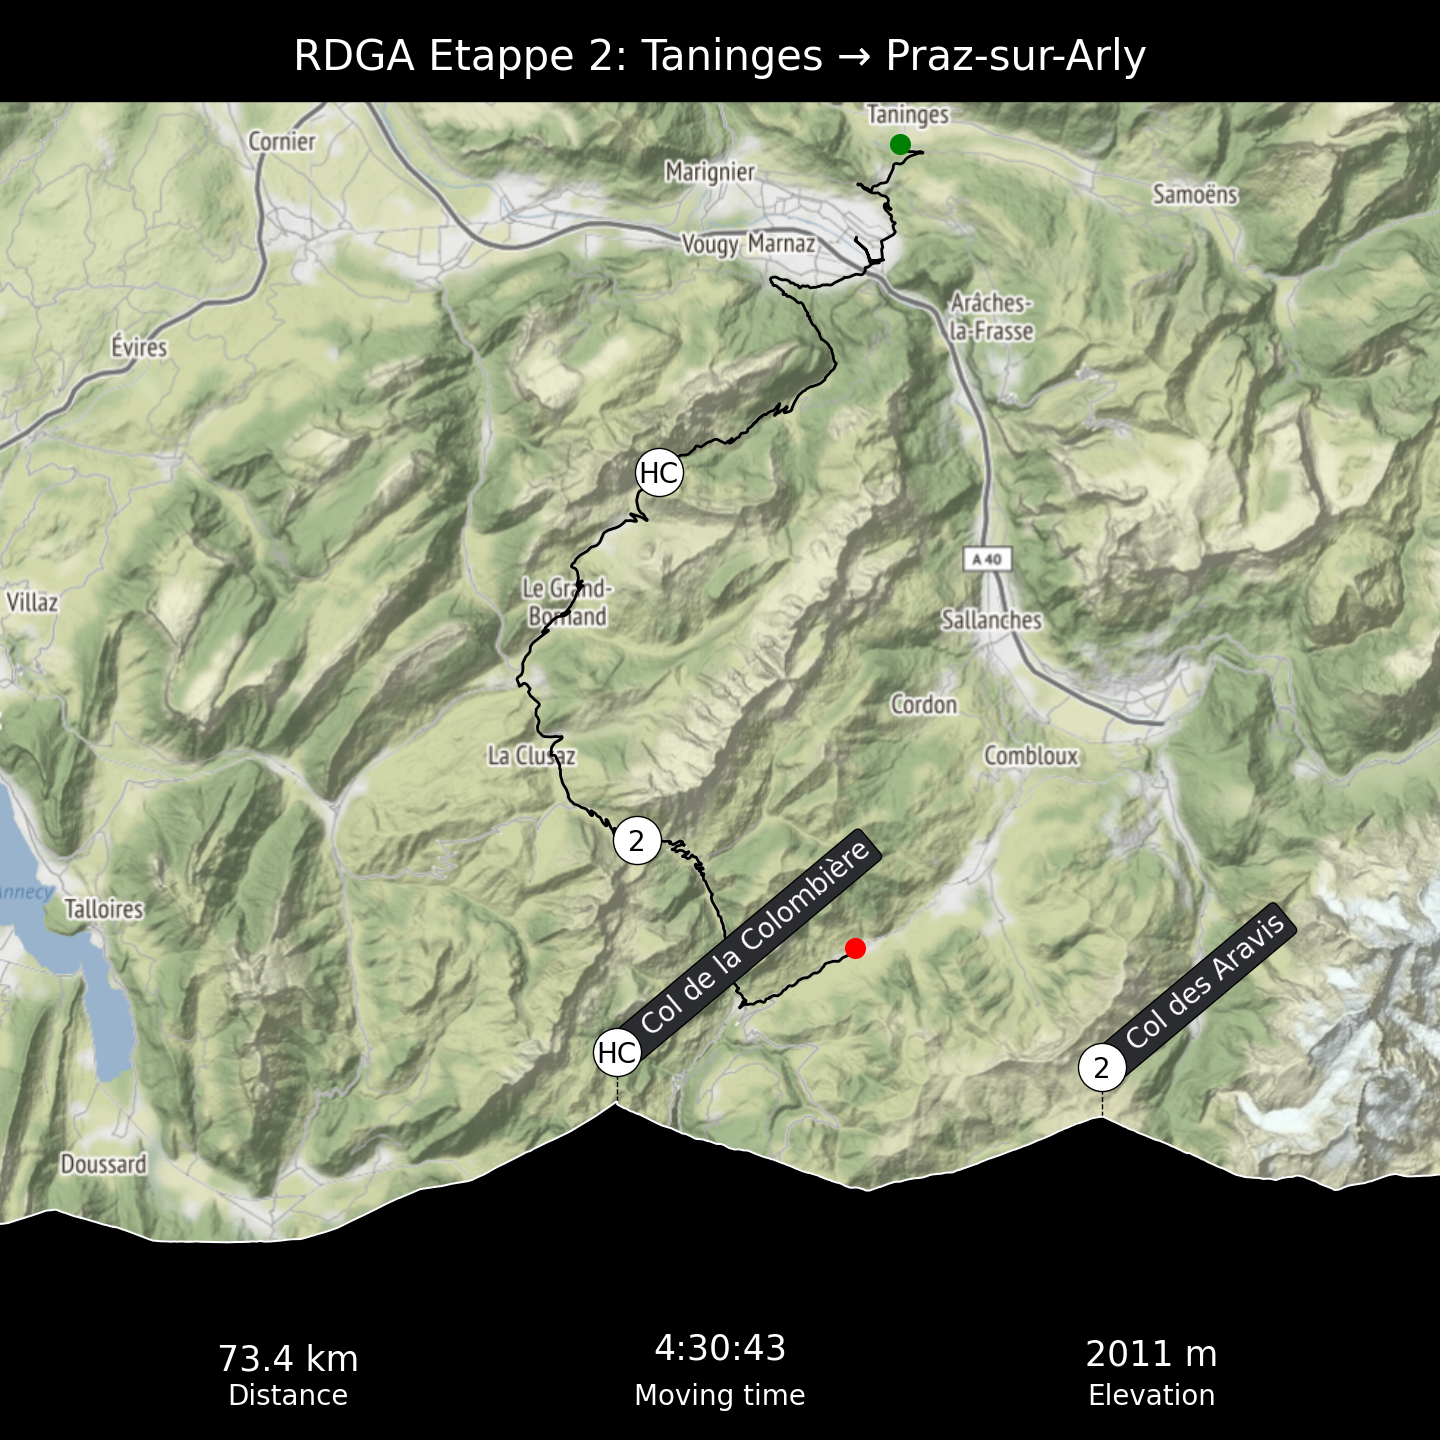 RDGA Etappe 2: Taninges → Praz-sur-Arly
Taninges
Cornier
Marignier
Samoëns
Vougy
Marnaz
Arâches-
la-Frasse
Évires
HC
A 40
Le Grand-
Bornand
Villaz
Sallanches
Cordon
La Clusaz
Combloux
2
Annecy
Talloires
Col de la Colombière
HC
Col des Aravis
2
Doussard
73.4 km
Distance
4:30:43
Moving time
2011 m
Elevation